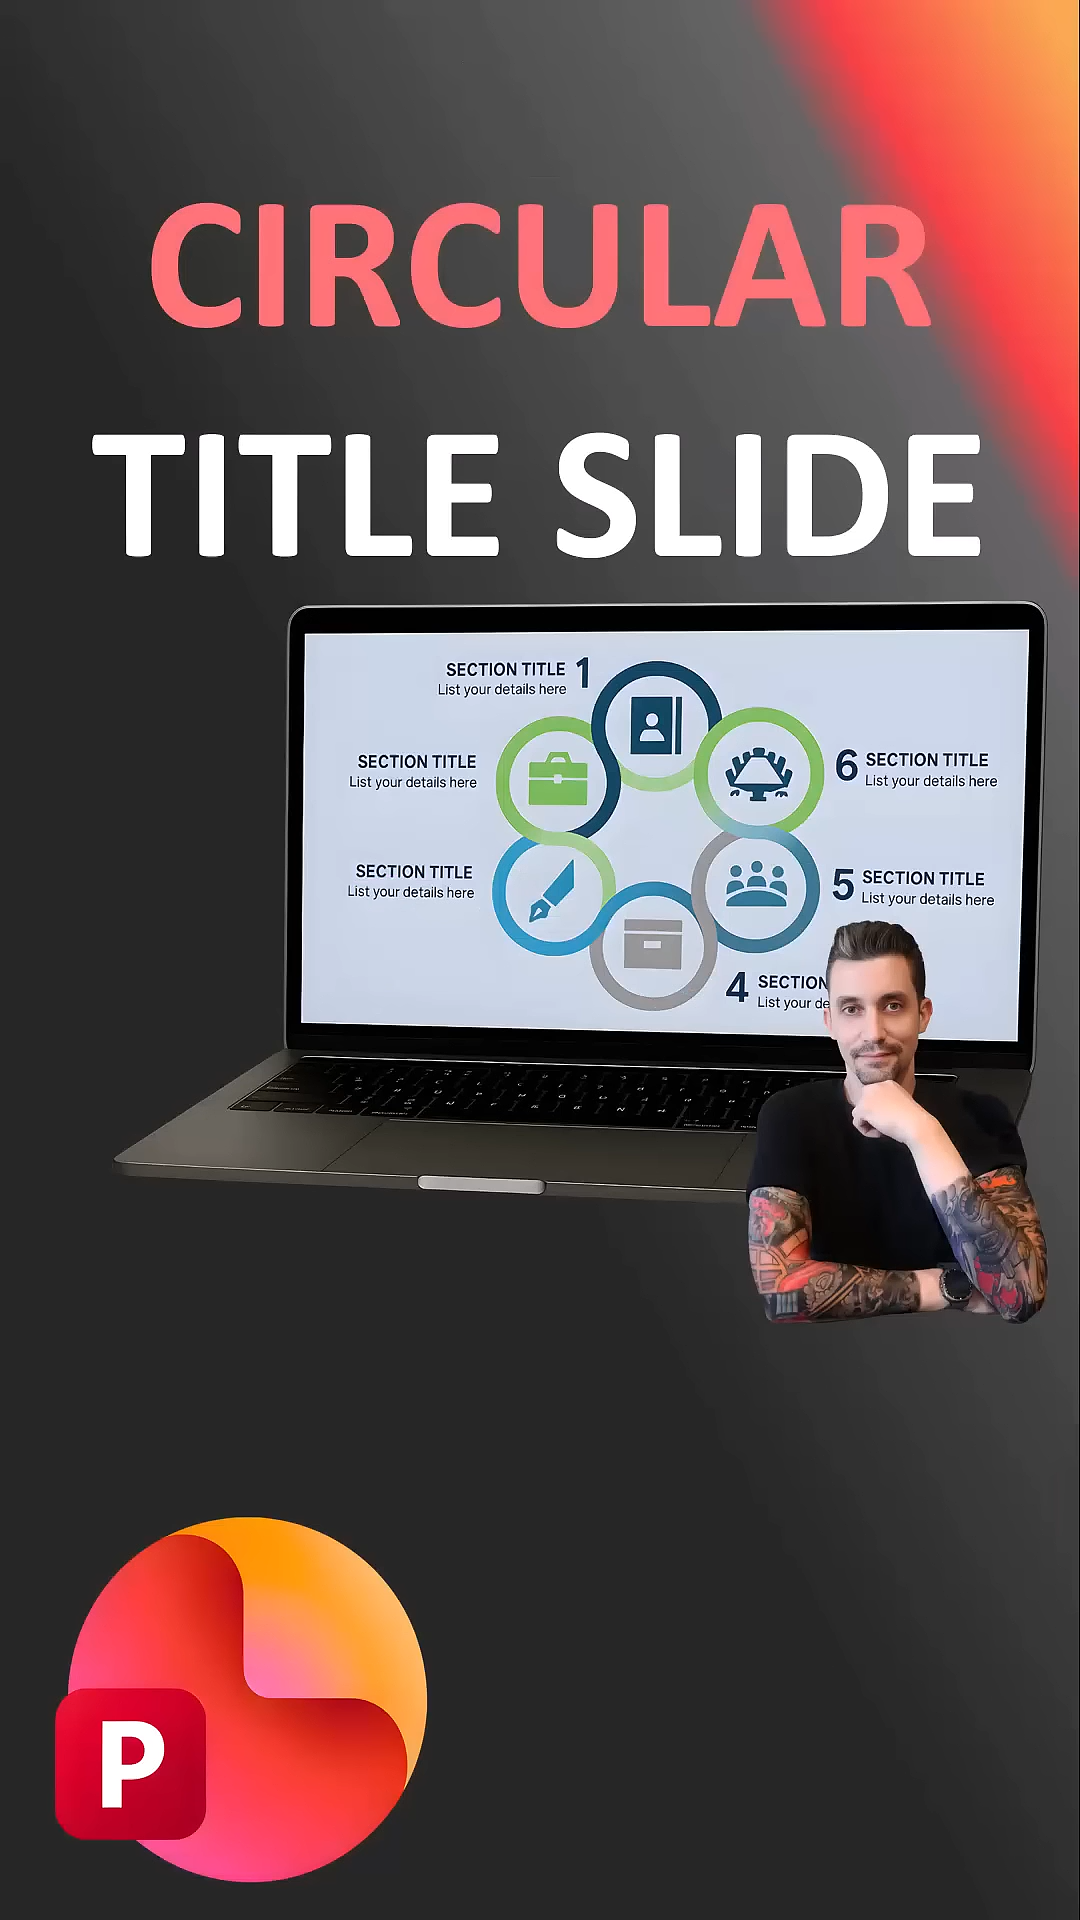 CIRCULAR
TITLE SLIDE
SECTION TITLE 1
List your details here
SECTION TITLE
List your details here
SECTION TITLE
List your details here
6 SECTION TITLE
List your details here
5 SECTION TITLE
List your details here
4 SECTION
List your de
P